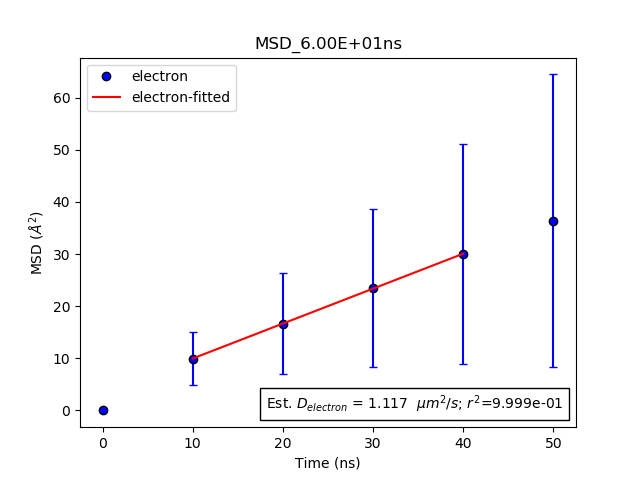 MSD_6.00E+01ns
electron
electron-fitted
MSD (Å²)
60
50
40
30
20
10
0
Est. D_electron = 1.117 μm²/s; r²=9.999e-01
0 10 20 30 40 50
Time (ns)